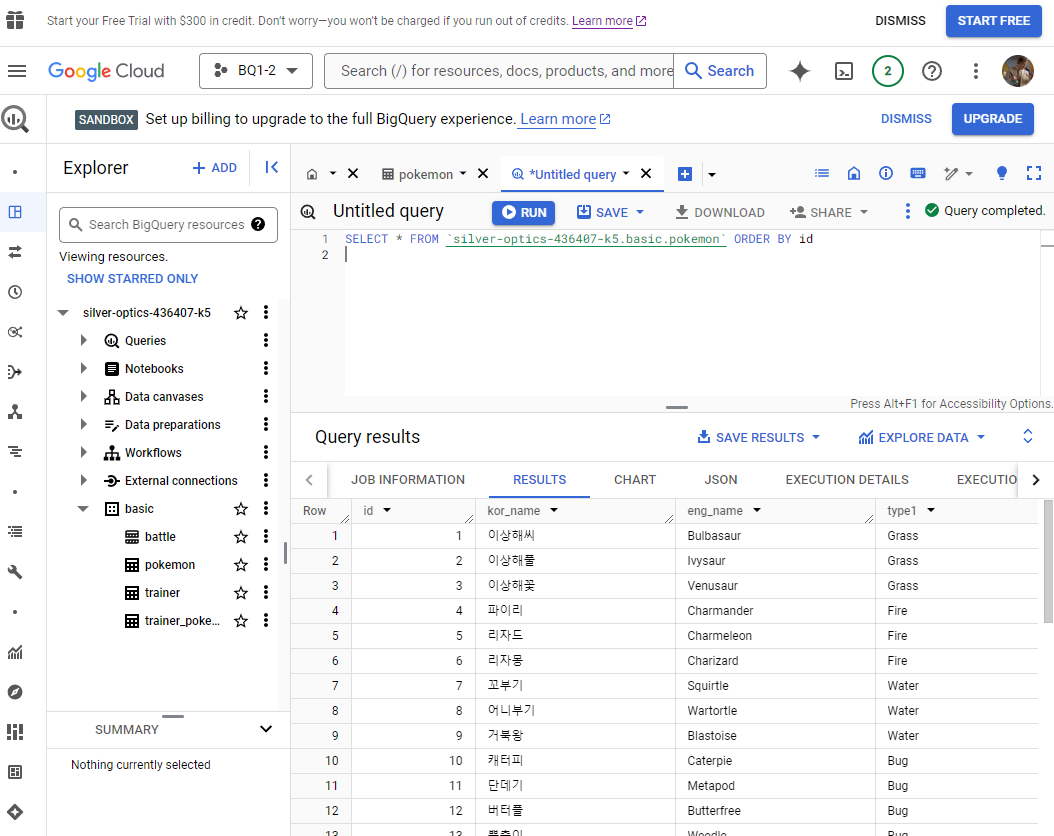 Start your Free Trial with $300 in credit. Don't worry—you won't be charged if you run out of credits. Learn more
DISMISS
START FREE
Google Cloud
BQ1-2
Search (/) for resources, docs, products, and more
Search
2
SANDBOX
Set up billing to upgrade to the full BigQuery experience. Learn more
DISMISS
UPGRADE
Explorer
+ ADD
Search BigQuery resources
Viewing resources.
SHOW STARRED ONLY
silver-optics-436407-k5
Queries
Notebooks
Data canvases
Data preparations
Workflows
External connections
basic
battle
pokemon
trainer
trainer_poke...
SUMMARY
Nothing currently selected
pokemon
*Untitled query
Untitled query
RUN
SAVE
DOWNLOAD
SHARE
Query completed.
1 SELECT * FROM `silver-optics-436407-k5.basic.pokemon` ORDER BY id
2
Press Alt+F1 for Accessibility Options.
Query results
SAVE RESULTS
EXPLORE DATA
JOB INFORMATION RESULTS CHART JSON EXECUTION DETAILS EXECUTIO
Row id kor_name eng_name type1
1 1 이상해씨 Bulbasaur Grass
2 2 이상해풀 Ivysaur Grass
3 3 이상해꽃 Venusaur Grass
4 4 파이리 Charmander Fire
5 5 리자드 Charmeleon Fire
6 6 리자몽 Charizard Fire
7 7 꼬부기 Squirtle Water
8 8 어니부기 Wartortle Water
9 9 거북왕 Blastoise Water
10 10 캐터피 Caterpie Bug
11 11 단데기 Metapod Bug
12 12 버터플 Butterfree Bug
13 13 뿔충이 Weedle Bug